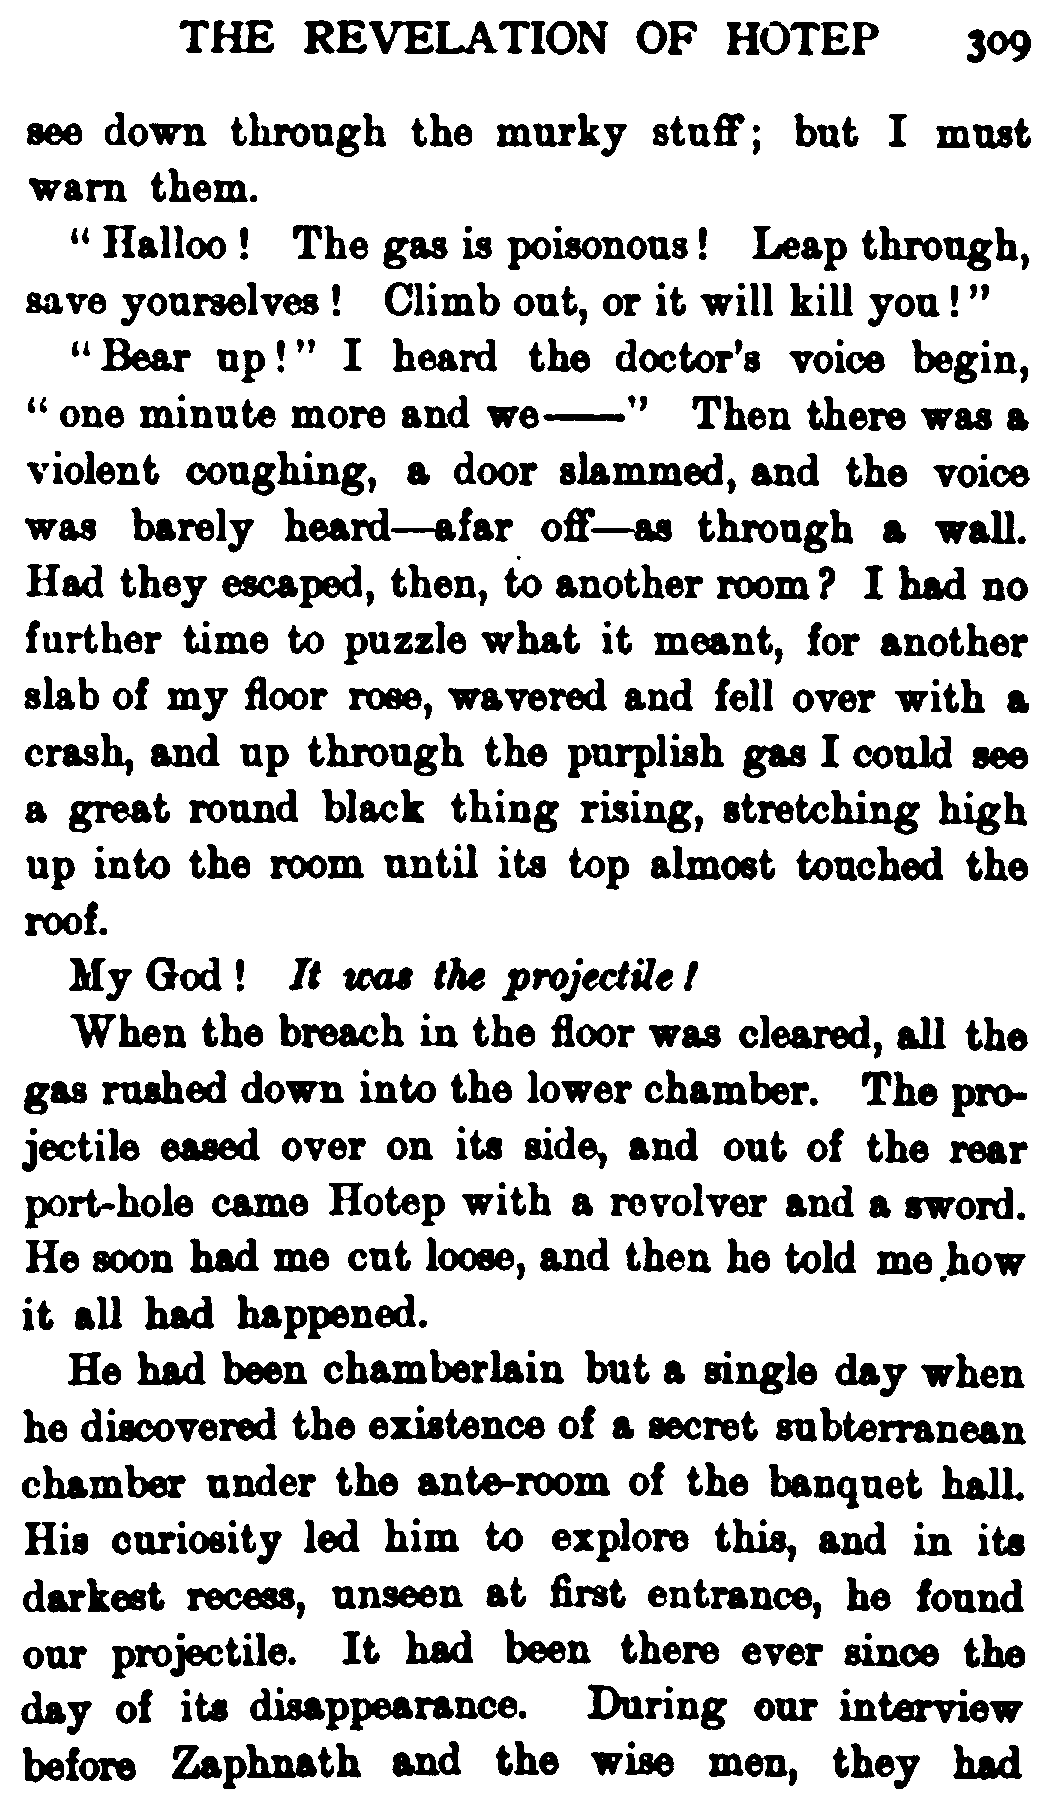 THE REVELATION OF HOTEP 309
see down through the murky stuff; but I must
warn them.
"Halloo! The gas is poisonous! Leap through,
save yourselves! Climb out, or it will kill you!"
"Bear up!" I heard the doctor's voice begin,
"one minute more and we——" Then there was a
violent coughing, a door slammed, and the voice
was barely heard—afar off—as through a wall.
Had they escaped, then, to another room? I had no
further time to puzzle what it meant, for another
slab of my floor rose, wavered and fell over with a
crash, and up through the purplish gas I could see
a great round black thing rising, stretching high
up into the room until its top almost touched the
roof.
My God! It was the projectile!
When the breach in the floor was cleared, all the
gas rushed down into the lower chamber. The pro-
jectile eased over on its side, and out of the rear
port-hole came Hotep with a revolver and a sword.
He soon had me cut loose, and then he told me how
it all had happened.
He had been chamberlain but a single day when
he discovered the existence of a secret subterranean
chamber under the ante-room of the banquet hall.
His curiosity led him to explore this, and in its
darkest recess, unseen at first entrance, he found
our projectile. It had been there ever since the
day of its disappearance. During our interview
before Zaphnath and the wise men, they had